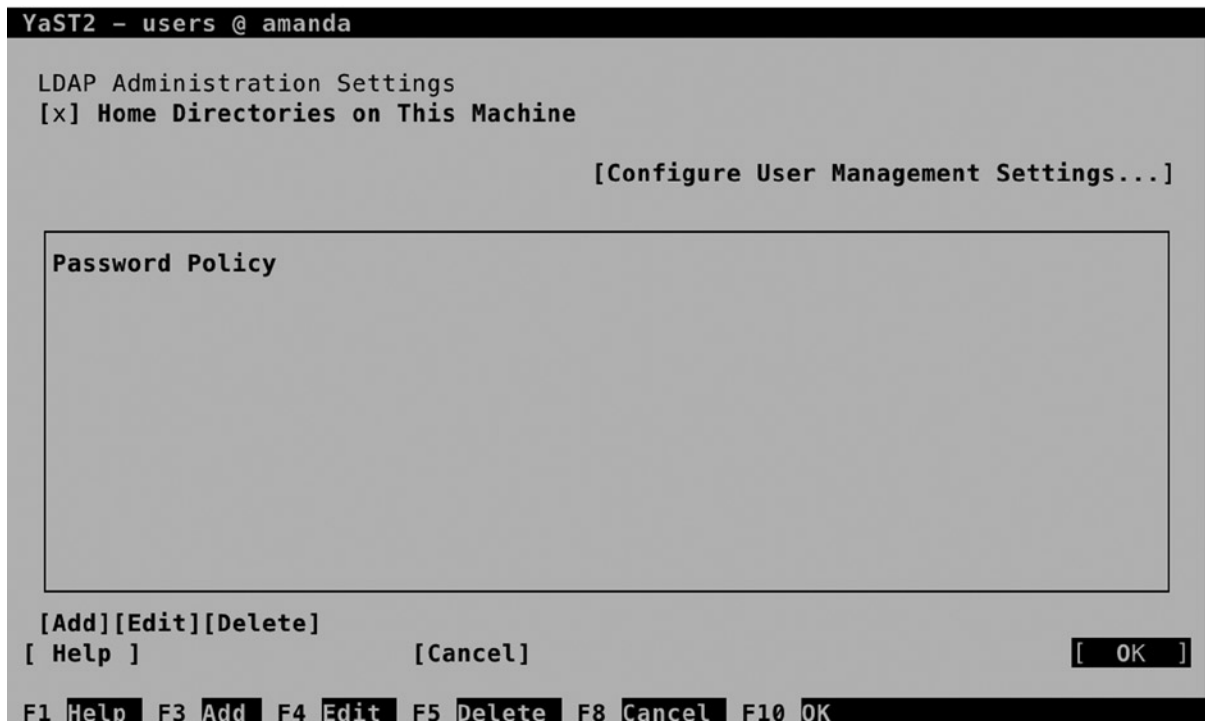 YaST2 – users @ amanda
LDAP Administration Settings
[x] Home Directories on This Machine
[Configure User Management Settings...]
Password Policy
[Add][Edit][Delete]
[ Help ] [Cancel] [ OK ]
F1 Help F3 Add F4 Edit F5 Delete F8 Cancel F10 OK